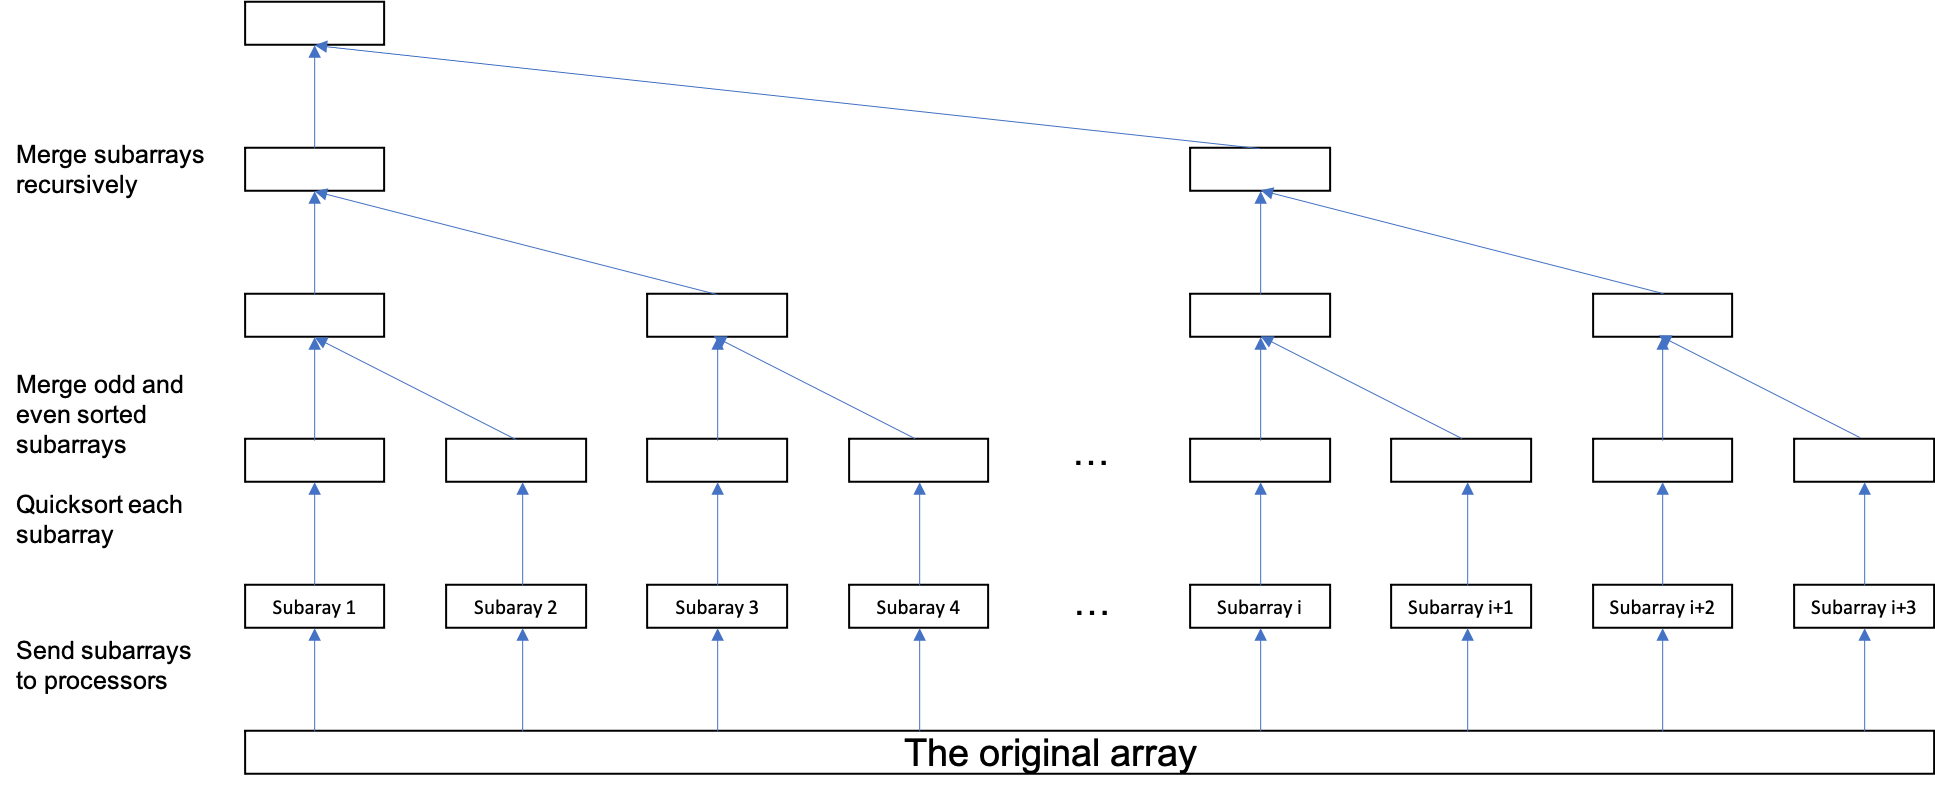 Merge subarrays
recursively
Merge odd and
even sorted
subarrays
...
Quicksort each
subarray
Subaray 1
Subaray 2
Subaray 3
Subaray 4
...
Subarray i
Subarray i+1
Subarray i+2
Subarray i+3
Send subarrays
to processors
The original array